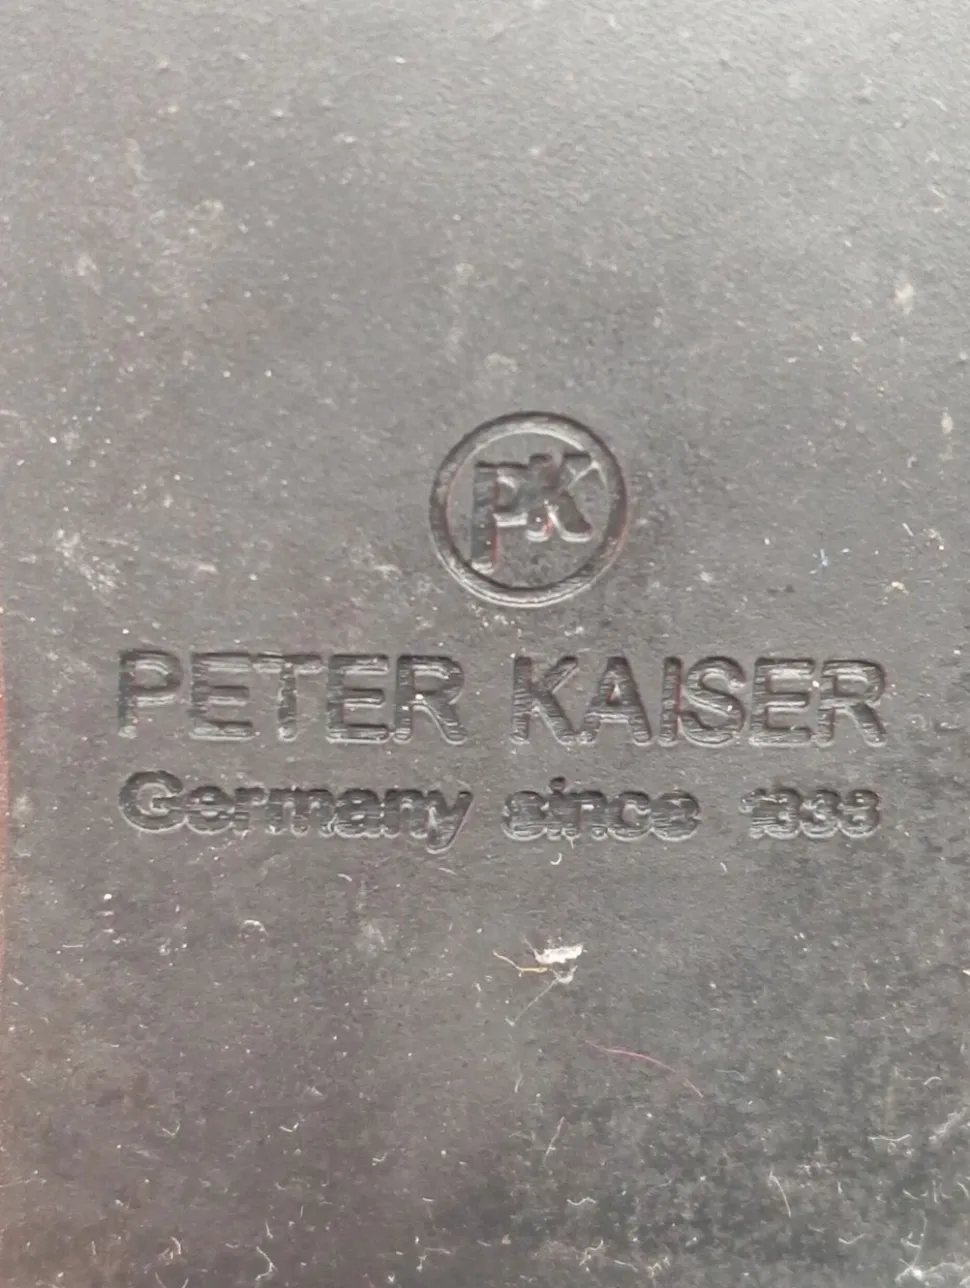 PK
PETER KAISER
Germany since 1838